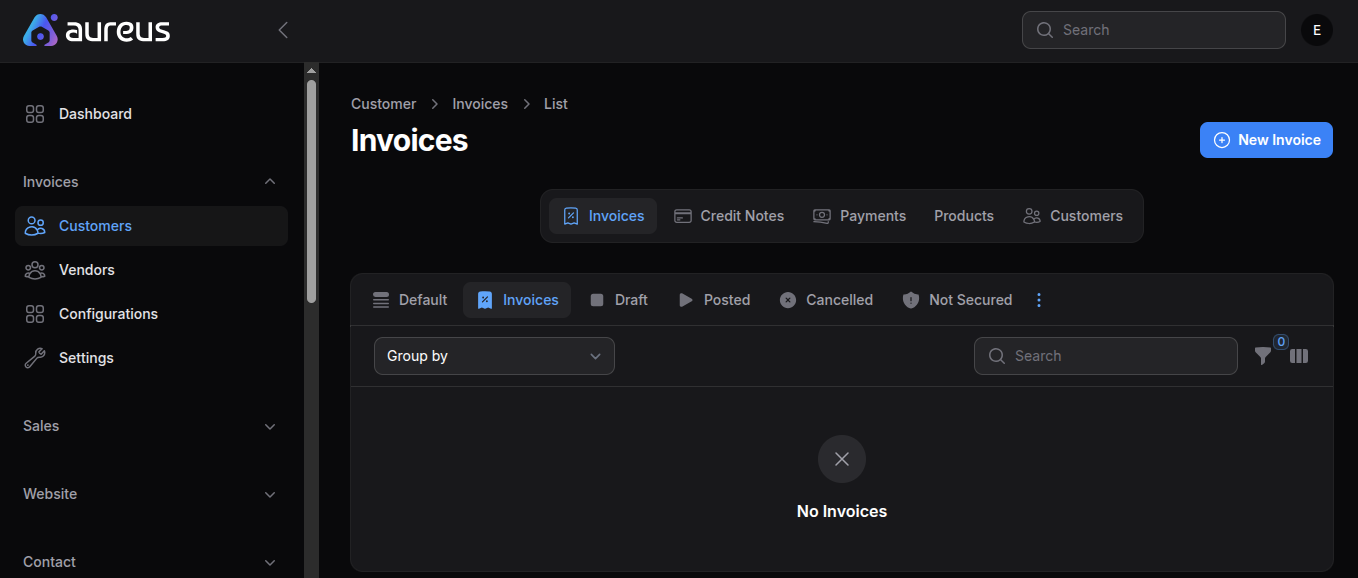 aureus
Search
E
Dashboard
Invoices
Customers
Vendors
Configurations
Settings
Sales
Website
Contact
Customer Invoices List
Invoices
New Invoice
Invoices Credit Notes Payments Products Customers
Default Invoices Draft Posted Cancelled Not Secured
Group by
Search
0
No Invoices